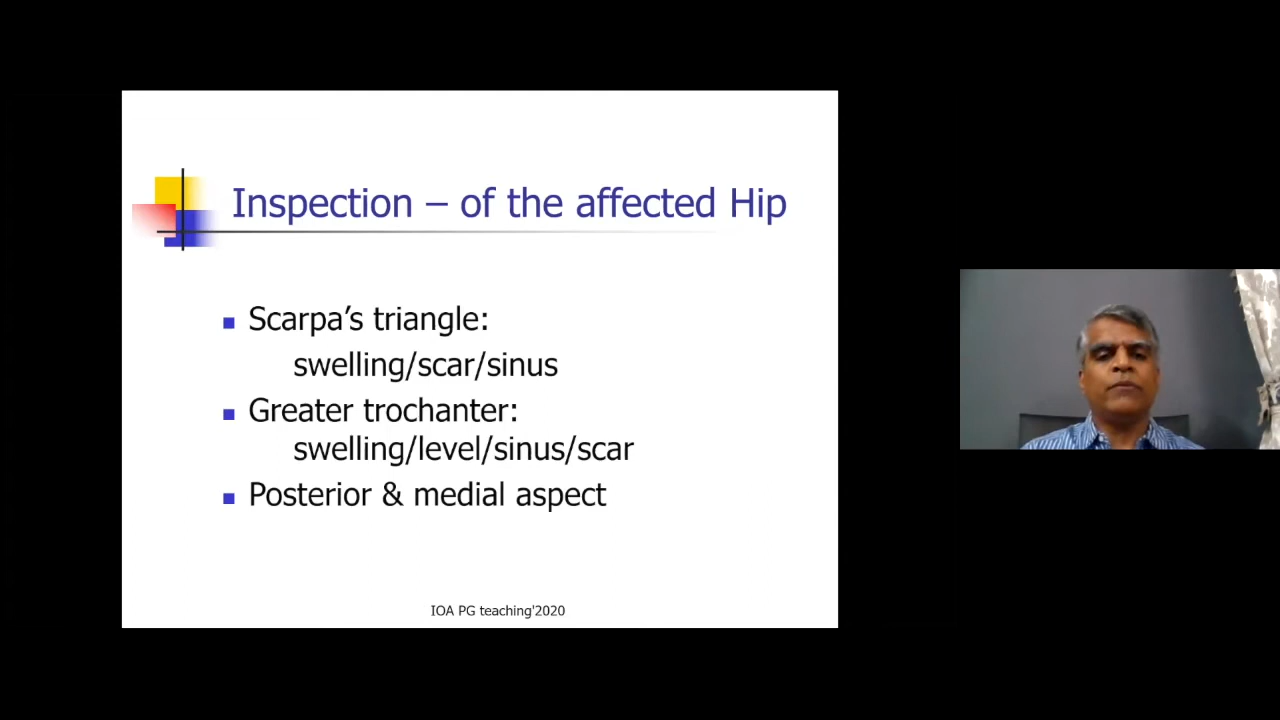 Inspection – of the affected Hip
Scarpa’s triangle:
swelling/scar/sinus
Greater trochanter:
swelling/level/sinus/scar
Posterior & medial aspect
IOA PG teaching'2020